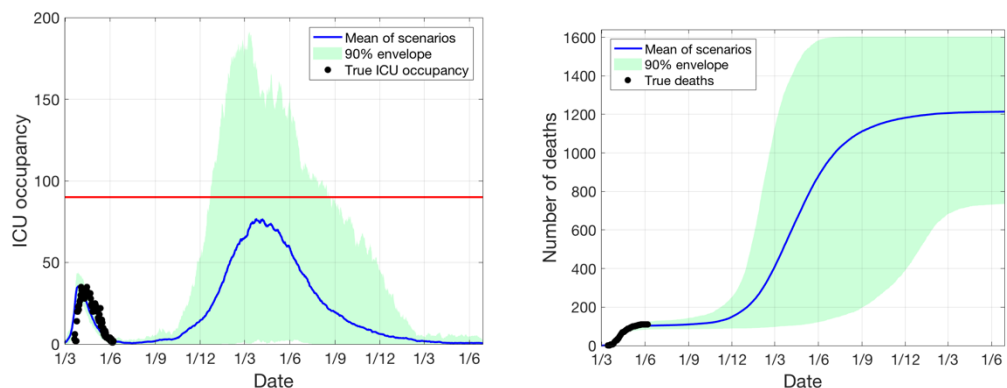 200
150
100
50
0
ICU occupancy
Mean of scenarios
90% envelope
True ICU occupancy
1/3 1/6 1/9 1/12 1/3 1/6 1/9 1/12 1/3 1/6
Date
1600
1400
1200
1000
800
600
400
200
0
Number of deaths
Mean of scenarios
90% envelope
True deaths
1/3 1/6 1/9 1/12 1/3 1/6 1/9 1/12 1/3 1/6
Date